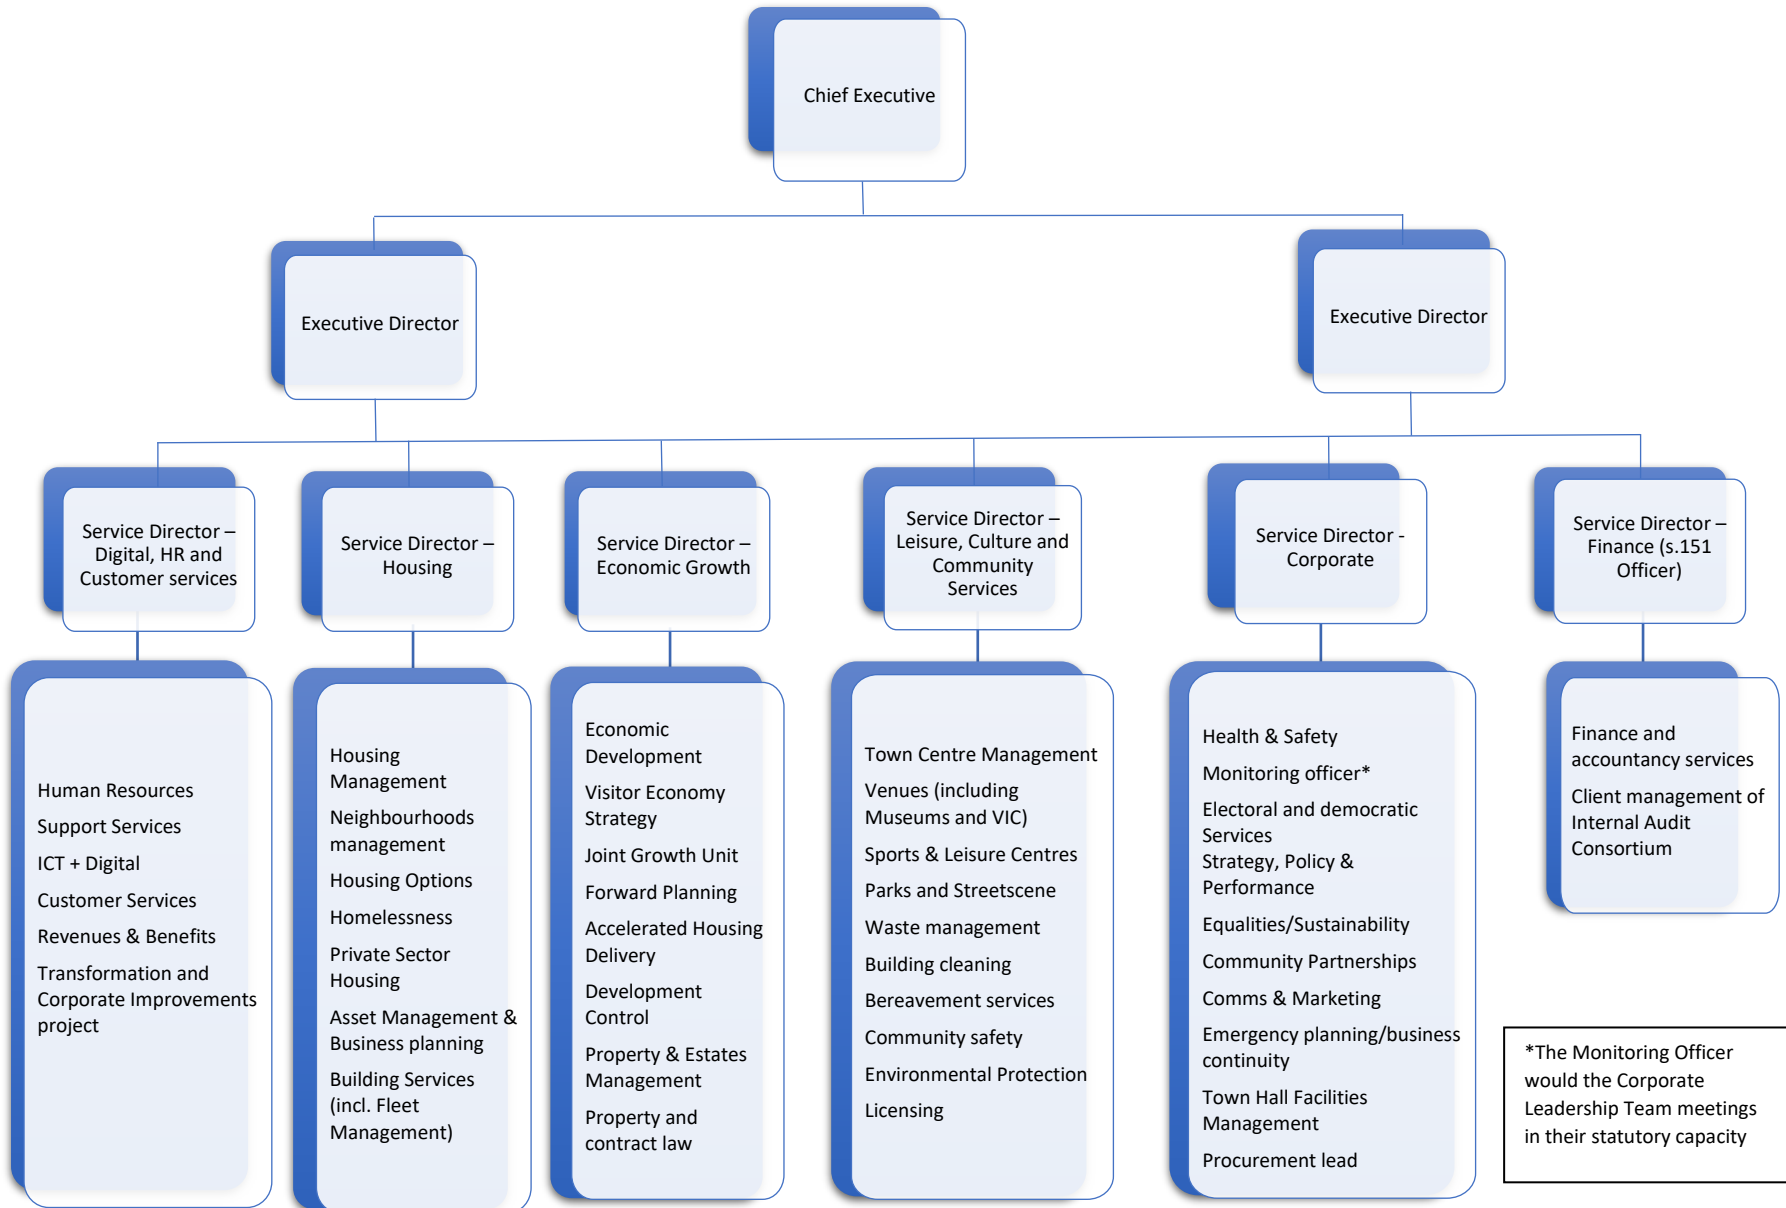 Chief Executive
Executive Director
Executive Director
Service Director –
Digital, HR and
Customer services
Service Director –
Housing
Service Director –
Economic Growth
Service Director –
Leisure, Culture and
Community
Services
Service Director -
Corporate
Service Director –
Finance (s.151
Officer)
Human Resources
Support Services
ICT + Digital
Customer Services
Revenues & Benefits
Transformation and
Corporate Improvements
project
Housing
Management
Neighbourhoods
management
Housing Options
Homelessness
Private Sector
Housing
Asset Management &
Business planning
Building Services
(incl. Fleet
Management)
Economic
Development
Visitor Economy
Strategy
Joint Growth Unit
Forward Planning
Accelerated Housing
Delivery
Development
Control
Property & Estates
Management
Property and
contract law
Town Centre Management
Venues (including
Museums and VIC)
Sports & Leisure Centres
Parks and Streetscene
Waste management
Building cleaning
Bereavement services
Community safety
Environmental Protection
Licensing
Health & Safety
Monitoring officer*
Electoral and democratic
Services
Strategy, Policy &
Performance
Equalities/Sustainability
Community Partnerships
Comms & Marketing
Emergency planning/business
continuity
Town Hall Facilities
Management
Procurement lead
Finance and
accountancy services
Client management of
Internal Audit
Consortium
*The Monitoring Officer
would the Corporate
Leadership Team meetings
in their statutory capacity